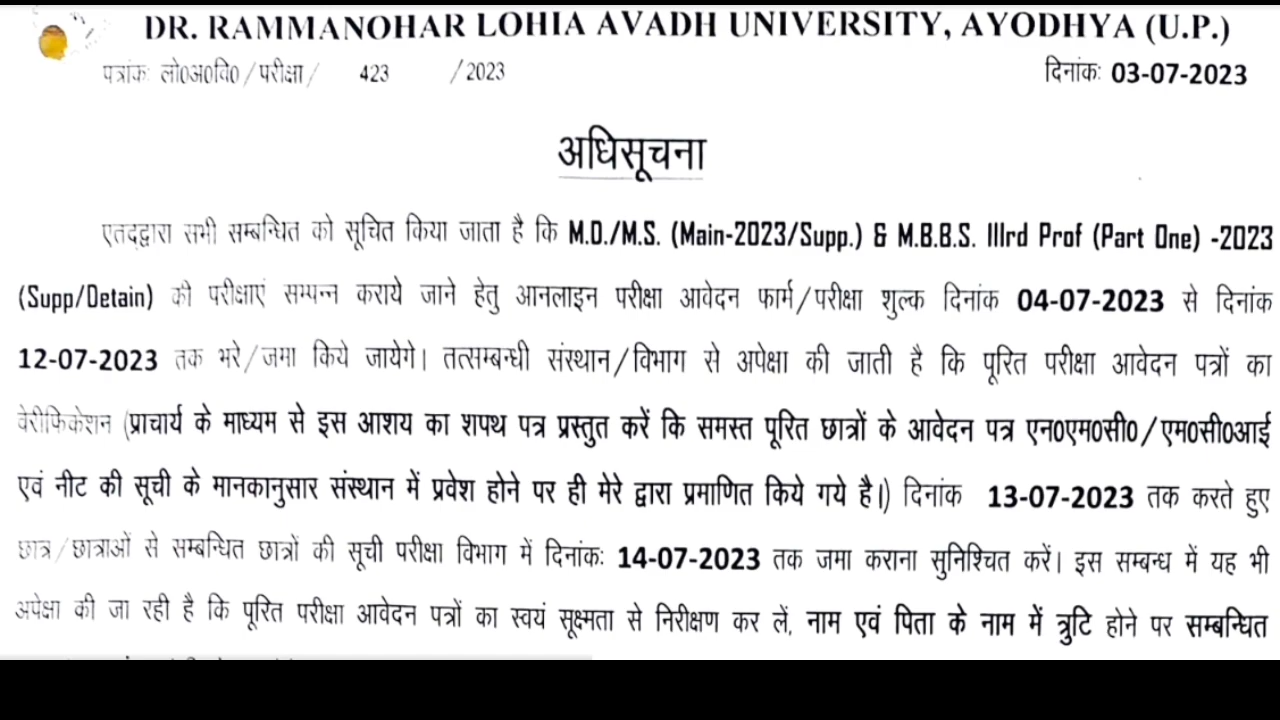 DR. RAMMANOHAR LOHIA AVADH UNIVERSITY, AYODHYA (U.P.)
पत्रांकः लो0अ0वि0/परीक्षा/ 423 /2023 दिनांकः 03-07-2023
अधिसूचना
एतद्द्वारा सभी सम्बन्धित को सूचित किया जाता है कि M.D./M.S. (Main-2023/Supp.) & M.B.B.S. IIIrd Prof (Part One) -2023
(Supp/Detain) की परीक्षाएं सम्पन्न कराये जाने हेतु आनलाइन परीक्षा आवेदन फार्म/परीक्षा शुल्क दिनांक 04-07-2023 से दिनांक
12-07-2023 तक भरे/जमा किये जायेगे। तत्सम्बन्धी संस्थान/विभाग से अपेक्षा की जाती है कि पूरित परीक्षा आवेदन पत्रों का
वेरीफिकेशन (प्राचार्य के माध्यम से इस आशय का शपथ पत्र प्रस्तुत करें कि समस्त पूरित छात्रों के आवेदन पत्र एन0एम0सी0/एम0सी0आई
एवं नीट की सूची के मानकानुसार संस्थान में प्रवेश होने पर ही मेरे द्वारा प्रमाणित किये गये है।) दिनांक 13-07-2023 तक करते हुए
छात्र/छात्राओं से सम्बन्धित छात्रों की सूची परीक्षा विभाग में दिनांकः 14-07-2023 तक जमा कराना सुनिश्चित करें। इस सम्बन्ध में यह भी
अपेक्षा की जा रही है कि पूरित परीक्षा आवेदन पत्रों का स्वयं सूक्ष्मता से निरीक्षण कर लें, नाम एवं पिता के नाम में त्रुटि होने पर सम्बन्धित